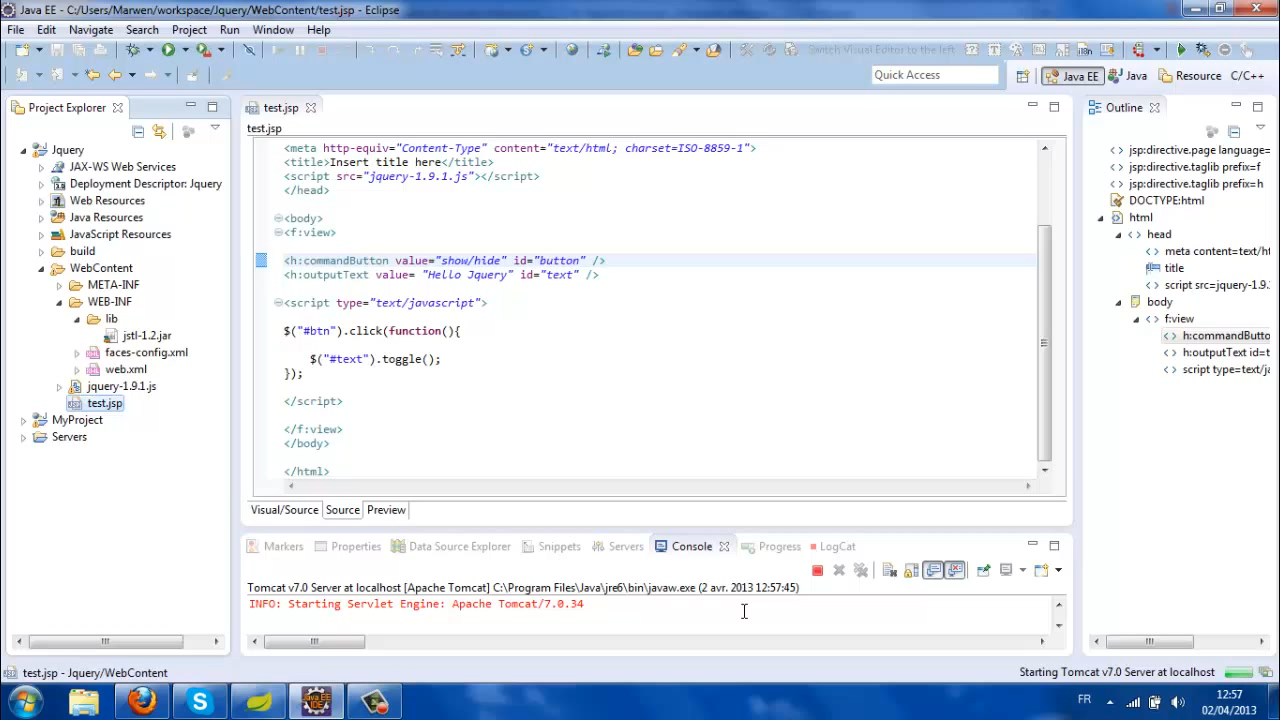 Java EE - C:/Users/Marwen/workspace/Jquery/WebContent/test.jsp - Eclipse
File Edit Navigate Search Project Run Window Help
Switch Visual Editor to the left
Quick Access
Java EE Java Resource C/C++
Project Explorer
Jquery
JAX-WS Web Services
Deployment Descriptor: Jquery
Web Resources
Java Resources
JavaScript Resources
build
WebContent
META-INF
WEB-INF
lib
jstl-1.2.jar
faces-config.xml
web.xml
jquery-1.9.1.js
test.jsp
MyProject
Servers
test.jsp
test.jsp
<meta http-equiv="Content-Type" content="text/html; charset=ISO-8859-1">
<title>Insert title here</title>
<script src="jquery-1.9.1.js"></script>
</head>
<body>
<f:view>
<h:commandButton value="show/hide" id="button" />
<h:outputText value= "Hello Jquery" id="text" />
<script type="text/javascript">
$("#btn").click(function(){
$("#text").toggle();
});
</script>
</f:view>
</body>
</html>
Visual/Source Source Preview
Outline
jsp:directive.page language=
jsp:directive.taglib prefix=f
jsp:directive.taglib prefix=h
DOCTYPE:html
html
head
meta content=text/ht
title
script src=jquery-1.9.
body
f:view
h:commandButto
h:outputText id=t
script type=text/ja
Markers Properties Data Source Explorer Snippets Servers Console Progress LogCat
Tomcat v7.0 Server at localhost [Apache Tomcat] C:\Program Files\Java\jre6\bin\javaw.exe (2 avr. 2013 12:57:45)
INFO: Starting Servlet Engine: Apache Tomcat/7.0.34
test.jsp - Jquery/WebContent
Starting Tomcat v7.0 Server at localhost
FR
12:57
02/04/2013